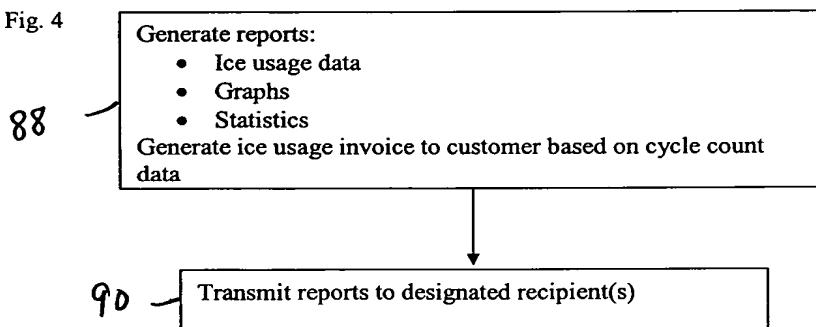 Fig. 4
Generate reports:
• Ice usage data
• Graphs
• Statistics
Generate ice usage invoice to customer based on cycle count
data
88
90
Transmit reports to designated recipient(s)